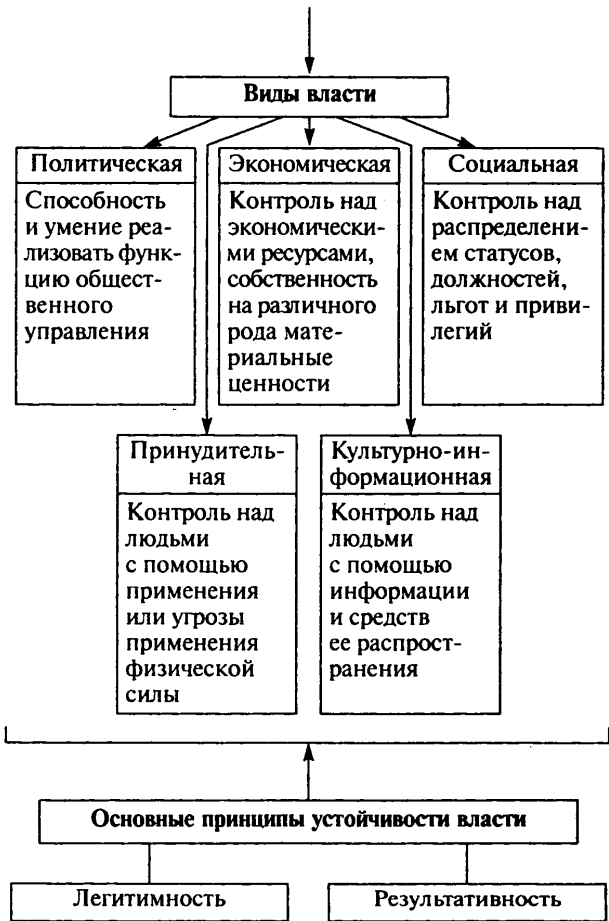 Виды власти
Политическая
Способность
и умение реа-
лизовать функ-
цию общест-
венного
управления
Экономическая
Контроль над
экономически-
ми ресурсами,
собственность
на различного
рода мате-
риальные
ценности
Социальная
Контроль над
распределени-
ем статусов,
должностей,
льгот и приви-
легий
Принудитель-
ная
Контроль над
людьми
с помощью
применения
или угрозы
применения
физической
силы
Культурно-ин-
формационная
Контроль над
людьми
с помощью
информации
и средств
ее распрост-
ранения
Основные принципы устойчивости власти
Легитимность
Результативность